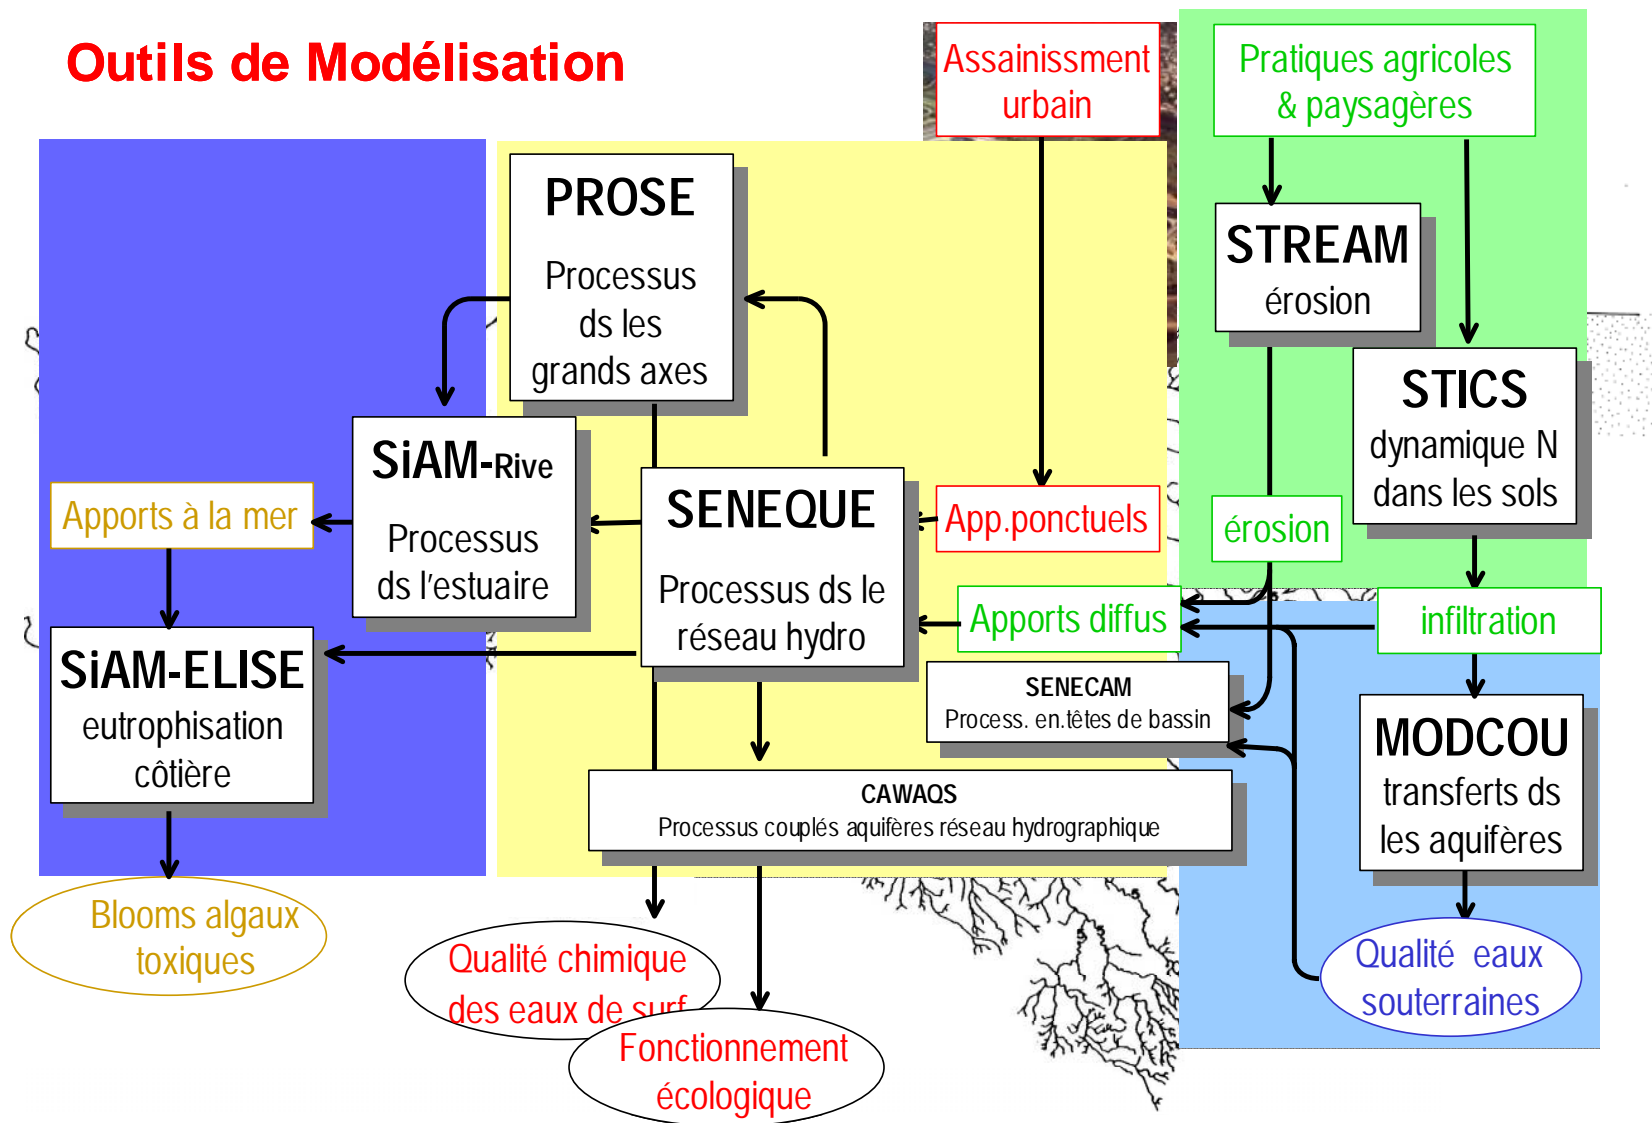 Outils de Modélisation
Assainissment
urbain
Pratiques agricoles
& paysagères
PROSE
Processus
ds les
grands axes
STREAM
érosion
STICS
dynamique N
dans les sols
SiAM-Rive
Processus
ds l'estuaire
SENEQUE
Processus ds le
réseau hydro
Apports à la mer
App.ponctuels
érosion
Apports diffus
infiltration
SiAM-ELISE
eutrophisation
côtière
SENECAM
Process. en.têtes de bassin
MODCOU
transferts ds
les aquifères
CAWAQS
Processus couplés aquifères réseau hydrographique
Blooms algaux
toxiques
Qualité chimique
des eaux de surf
Fonctionnement
écologique
Qualité eaux
souterraines